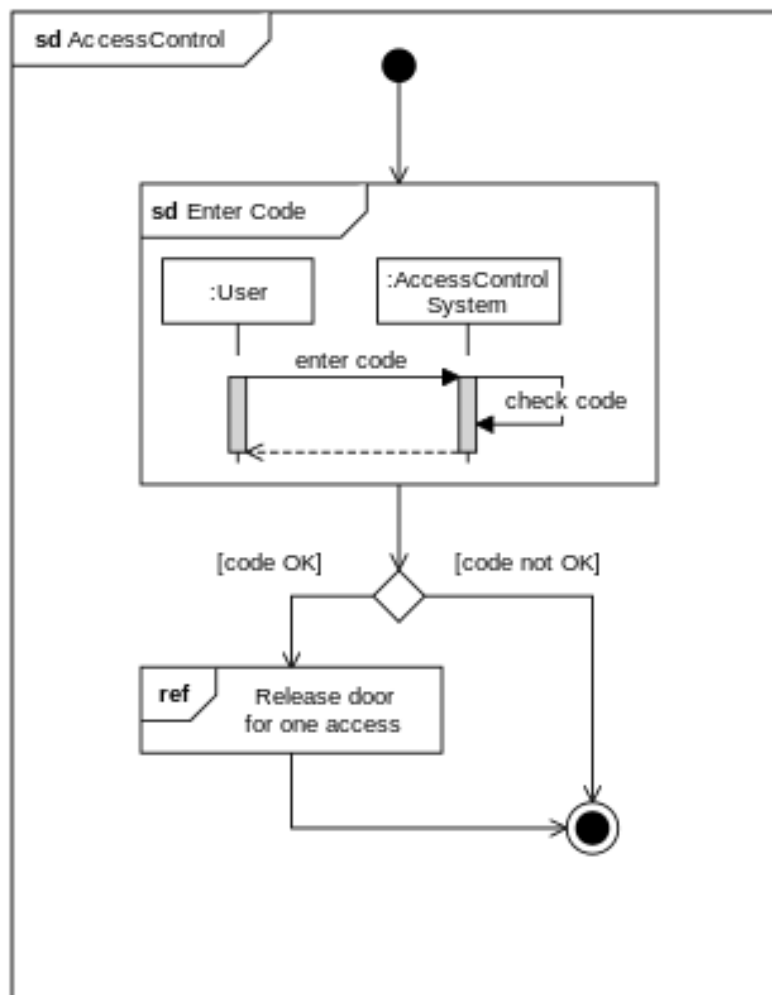 sd AccessControl
sd Enter Code
:User
:AccessControl
System
enter code
check code
[code OK]
[code not OK]
ref
Release door
for one access